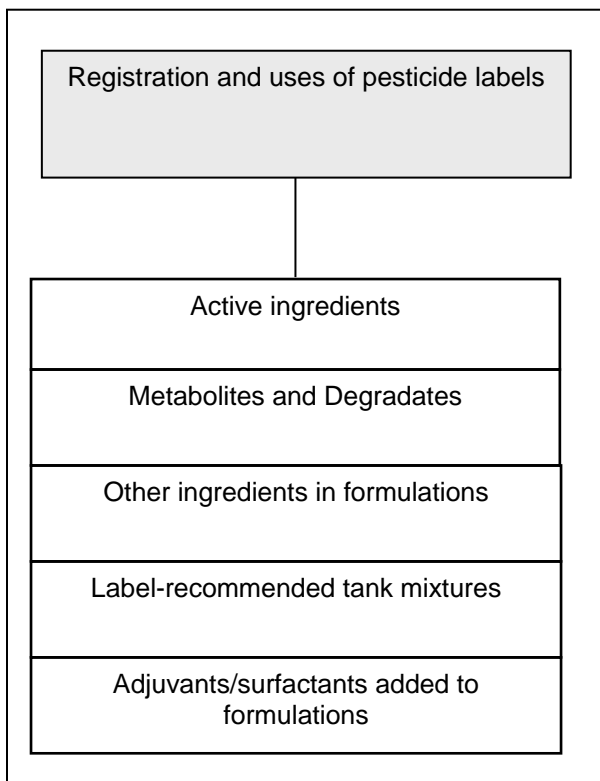 Registration and uses of pesticide labels
Active ingredients
Metabolites and Degradates
Other ingredients in formulations
Label-recommended tank mixtures
Adjuvants/surfactants added to
formulations